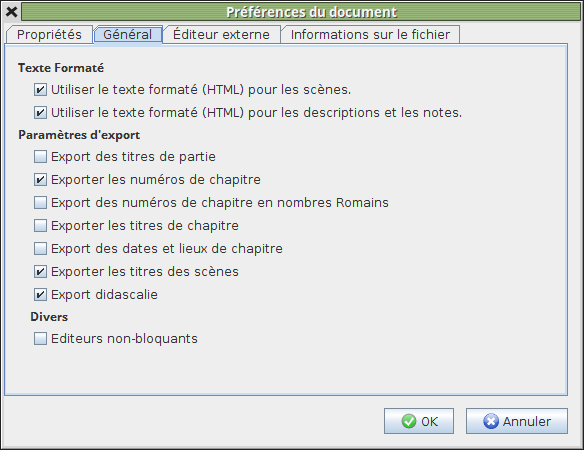 Préférences du document
Propriétés Général Éditeur externe Informations sur le fichier
Texte Formaté
Utiliser le texte formaté (HTML) pour les scènes.
Utiliser le texte formaté (HTML) pour les descriptions et les notes.
Paramètres d'export
Export des titres de partie
Exporter les numéros de chapitre
Export des numéros de chapitre en nombres Romains
Exporter les titres de chapitre
Export des dates et lieux de chapitre
Exporter les titres des scènes
Export didascalie
Divers
Editeurs non-bloquants
OK Annuler